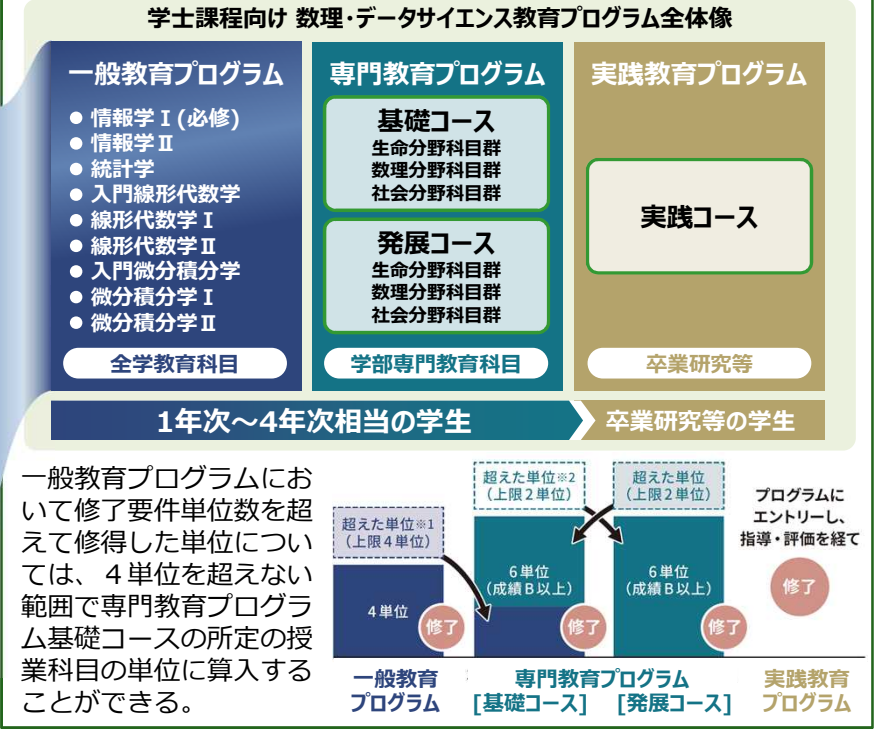 学士課程向け 数理・データサイエンス教育プログラム全体像
一般教育プログラム
● 情報学Ⅰ(必修)
● 情報学Ⅱ
● 統計学
● 入門線形代数学
● 線形代数学Ⅰ
● 線形代数学Ⅱ
● 入門微分積分学
● 微分積分学Ⅰ
● 微分積分学Ⅱ
全学教育科目
専門教育プログラム
基礎コース
生命分野科目群
数理分野科目群
社会分野科目群
発展コース
生命分野科目群
数理分野科目群
社会分野科目群
学部専門教育科目
実践教育プログラム
実践コース
卒業研究等
1年次～4年次相当の学生
卒業研究等の学生
一般教育プログラムにお
いて修了要件単位数を超
えて修得した単位につい
ては、４単位を超えない
範囲で専門教育プログラ
ム基礎コースの所定の授
業科目の単位に算入する
ことができる。
超えた単位※1
(上限4単位)
4単位
修了
一般教育
プログラム
超えた単位※2
(上限2単位)
6単位
(成績B以上)
修了
超えた単位
(上限2単位)
6単位
(成績B以上)
修了
専門教育プログラム
[基礎コース] [発展コース]
プログラムに
エントリーし、
指導・評価を経て
修了
実践教育
プログラム